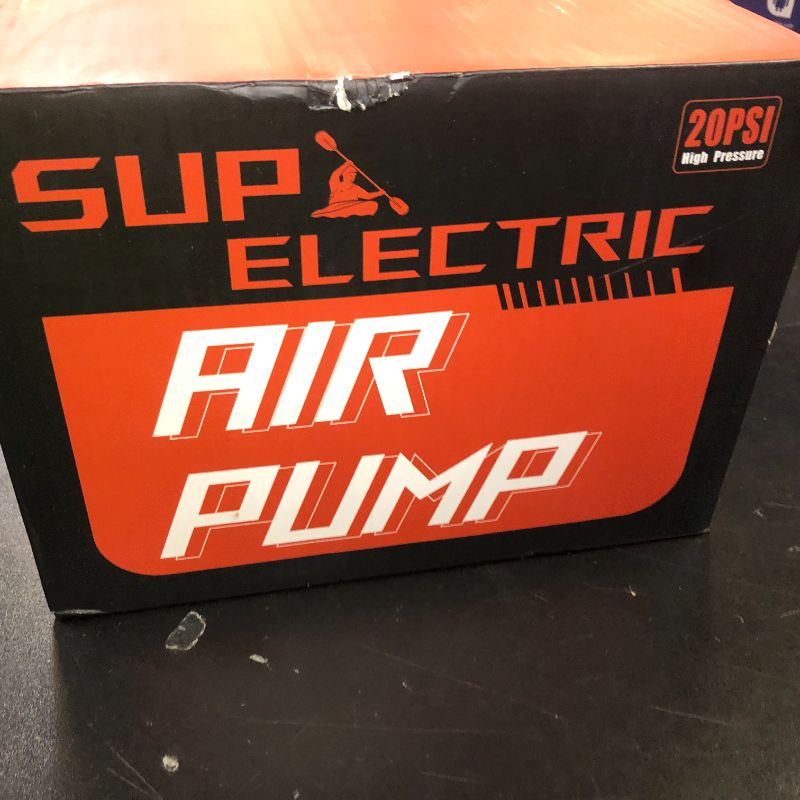 20PSI
High Pressure
SUP
ELECTRIC
AIR
PUMP